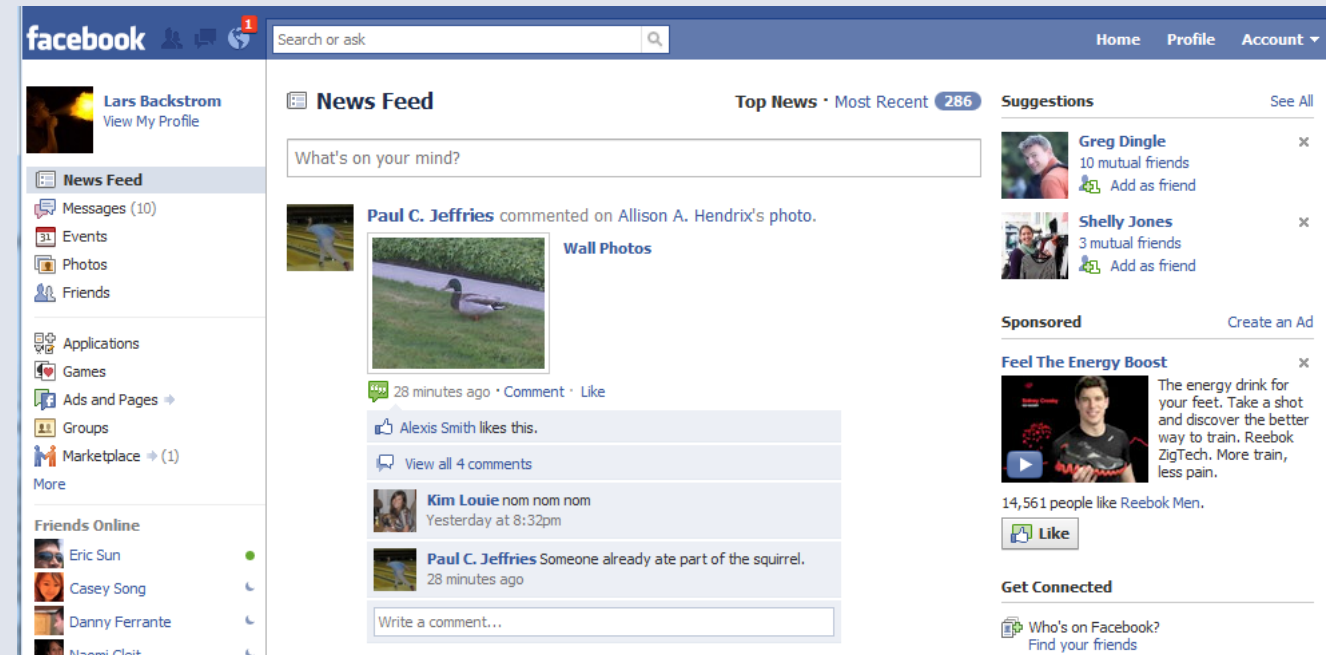 facebook
1
Search or ask
Home Profile Account
Lars Backstrom
View My Profile
News Feed
Messages (10)
31 Events
Photos
Friends
Applications
Games
Ads and Pages
Groups
Marketplace (1)
More
Friends Online
Eric Sun
Casey Song
Danny Ferrante
News Feed
Top News · Most Recent 286
What's on your mind?
Paul C. Jeffries commented on Allison A. Hendrix's photo.
Wall Photos
28 minutes ago · Comment · Like
Alexis Smith likes this.
View all 4 comments
Kim Louie nom nom nom
Yesterday at 8:32pm
Paul C. Jeffries Someone already ate part of the squirrel.
28 minutes ago
Write a comment...
Suggestions See All
Greg Dingle ×
10 mutual friends
Add as friend
Shelly Jones ×
3 mutual friends
Add as friend
Sponsored Create an Ad
Feel The Energy Boost ×
The energy drink for
your feet. Take a shot
and discover the better
way to train. Reebok
ZigTech. More train,
less pain.
14,561 people like Reebok Men.
Like
Get Connected
Who's on Facebook?
Find your friends